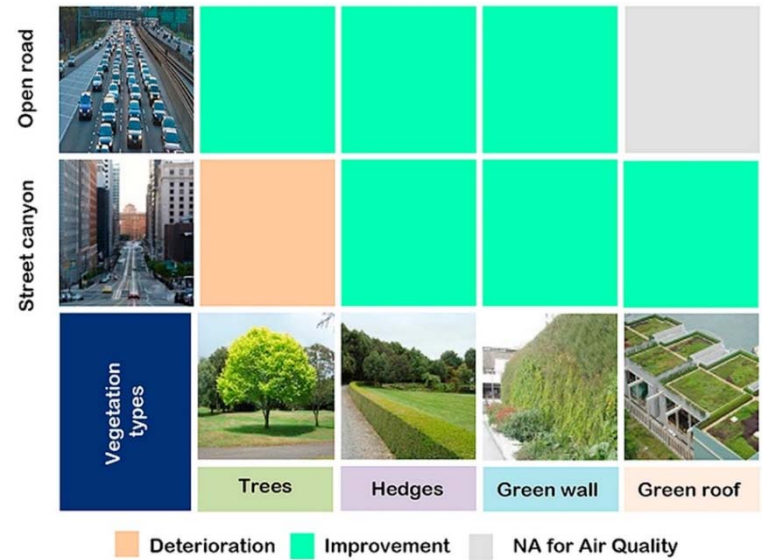 Open road
Street canyon
Vegetation
types
Trees
Hedges
Green wall
Green roof
Deterioration
Improvement
NA for Air Quality